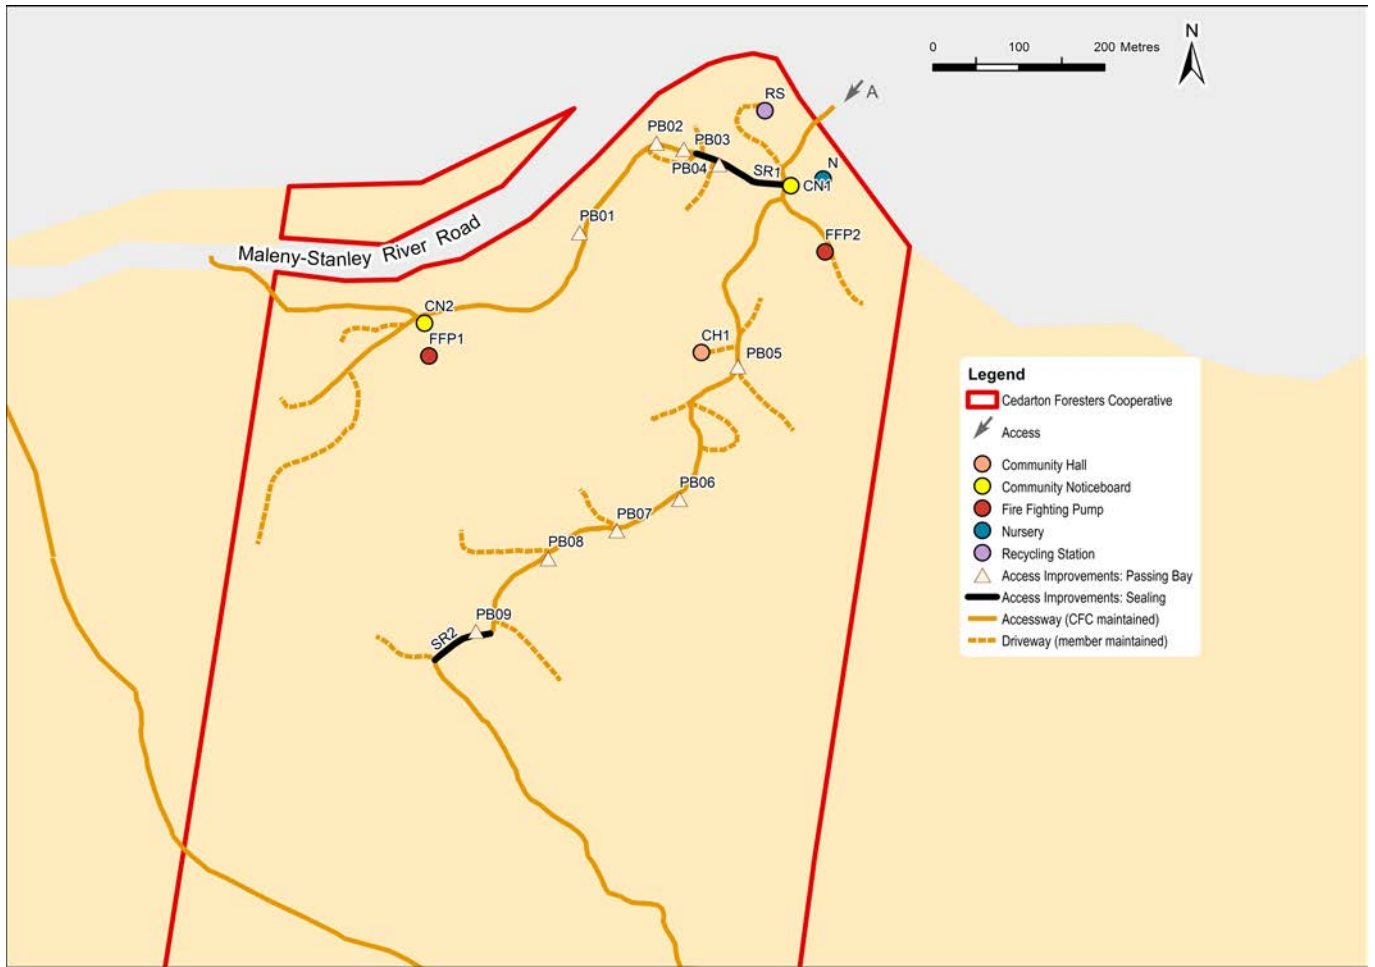 N
0 100 200 Metres
A
RS
PB02
PB03
PB04
SR1
N
CN1
PB01
FFP2
Maleny-Stanley River Road
CN2
FFP1
CH1
PB05
PB06
PB07
PB08
PB09
SR2
Legend
Cedarton Foresters Cooperative
Access
Community Hall
Community Noticeboard
Fire Fighting Pump
Nursery
Recycling Station
Access Improvements: Passing Bay
Access Improvements: Sealing
Accessway (CFC maintained)
Driveway (member maintained)